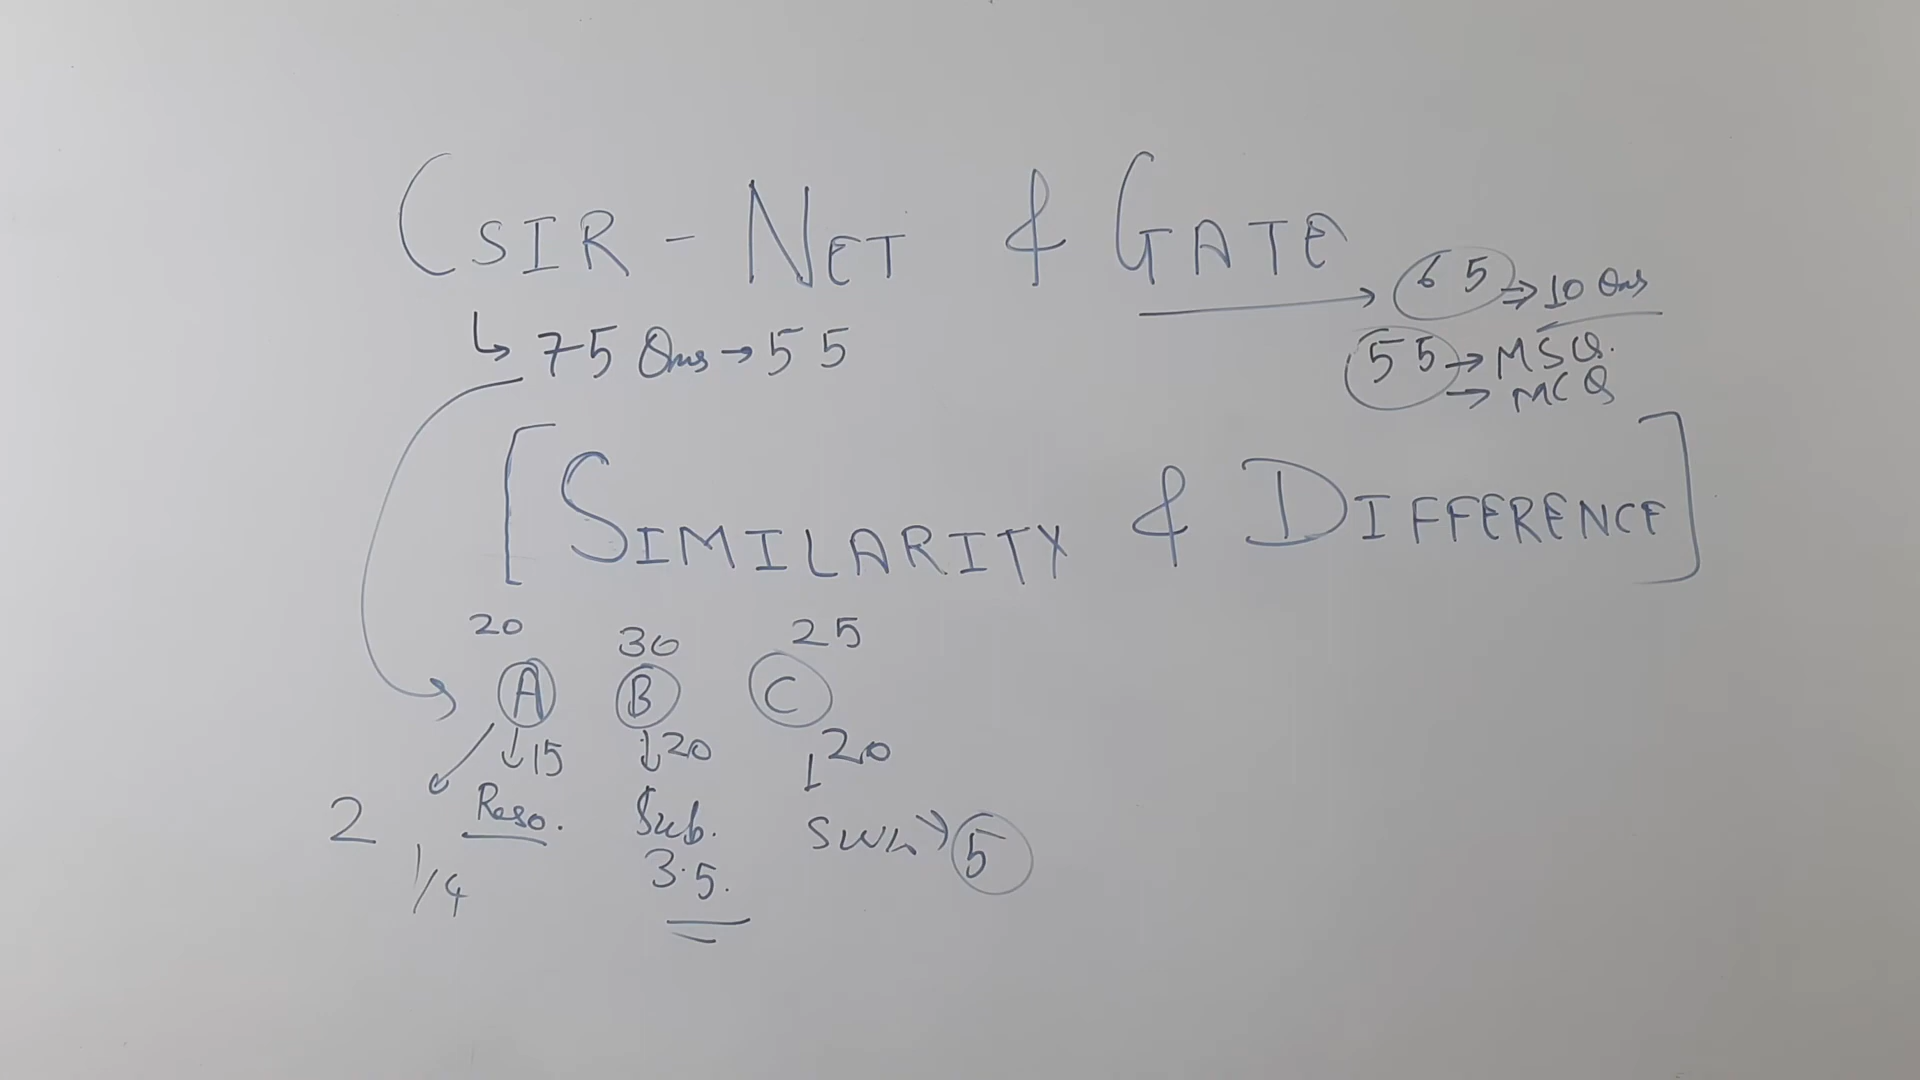 CSIR - NET & GATE
65 ⇒ 10 Qns
↳ 75 Qns → 55
55 → MSQ.
→ MCQ
[SIMILARITY & DIFFERENCE]
20 30 25
A B C
↓15 ↓20 ↓20
2 Reso. Sub. →5
1/4 3.5.